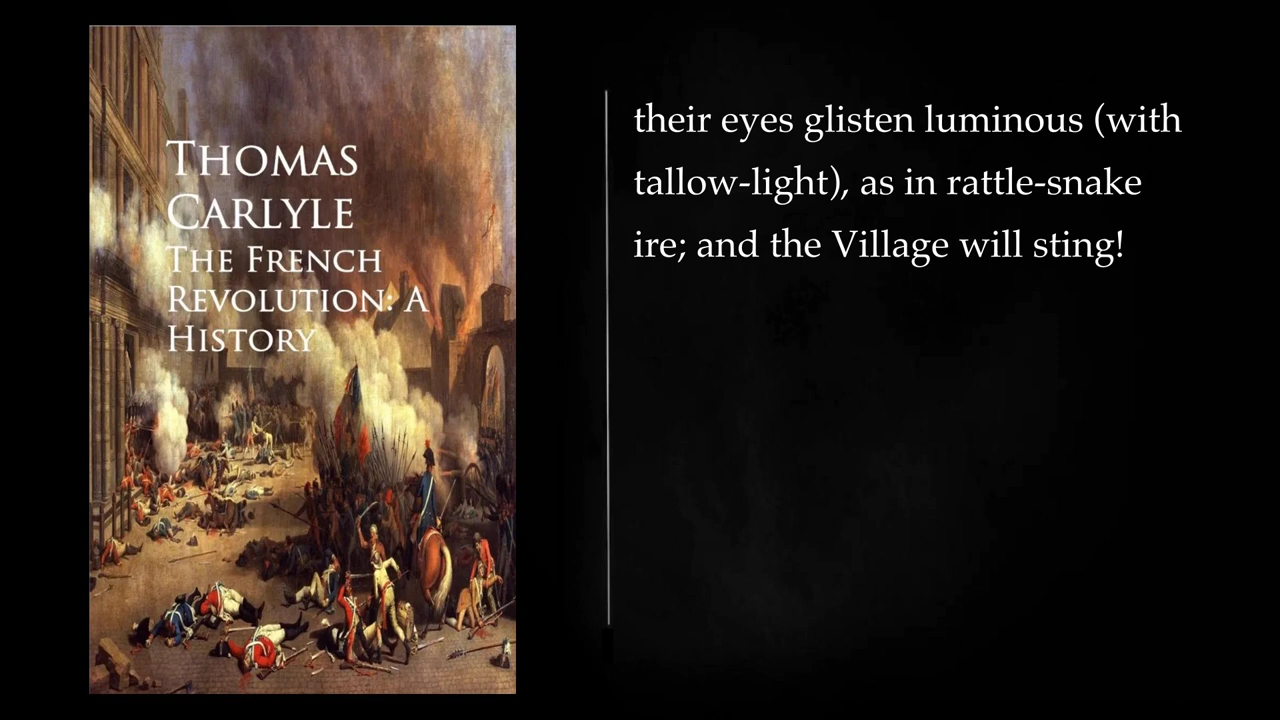 THOMAS
CARLYLE
THE FRENCH
REVOLUTION: A
HISTORY
their eyes glisten luminous (with
tallow-light), as in rattle-snake
ire; and the Village will sting!